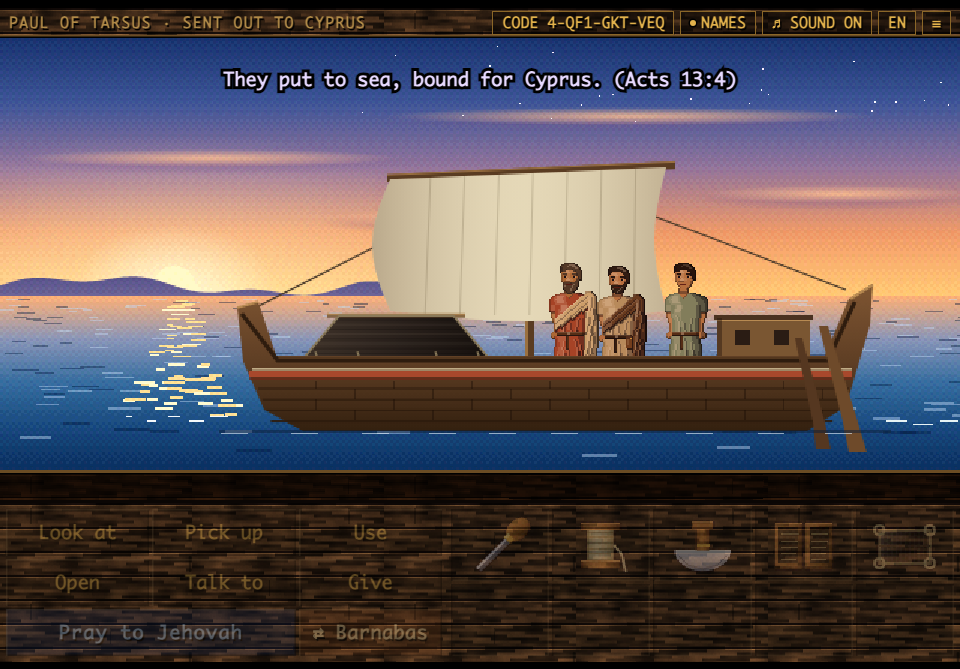 PAUL OF TARSUS · SENT OUT TO CYPRUS
CODE 4-QF1-GKT-VEQ
• NAMES
♬ SOUND ON
EN
≡
They put to sea, bound for Cyprus. (Acts 13:4)
Look at
Pick up
Use
Open
Talk to
Give
Pray to Jehovah
⇄ Barnabas